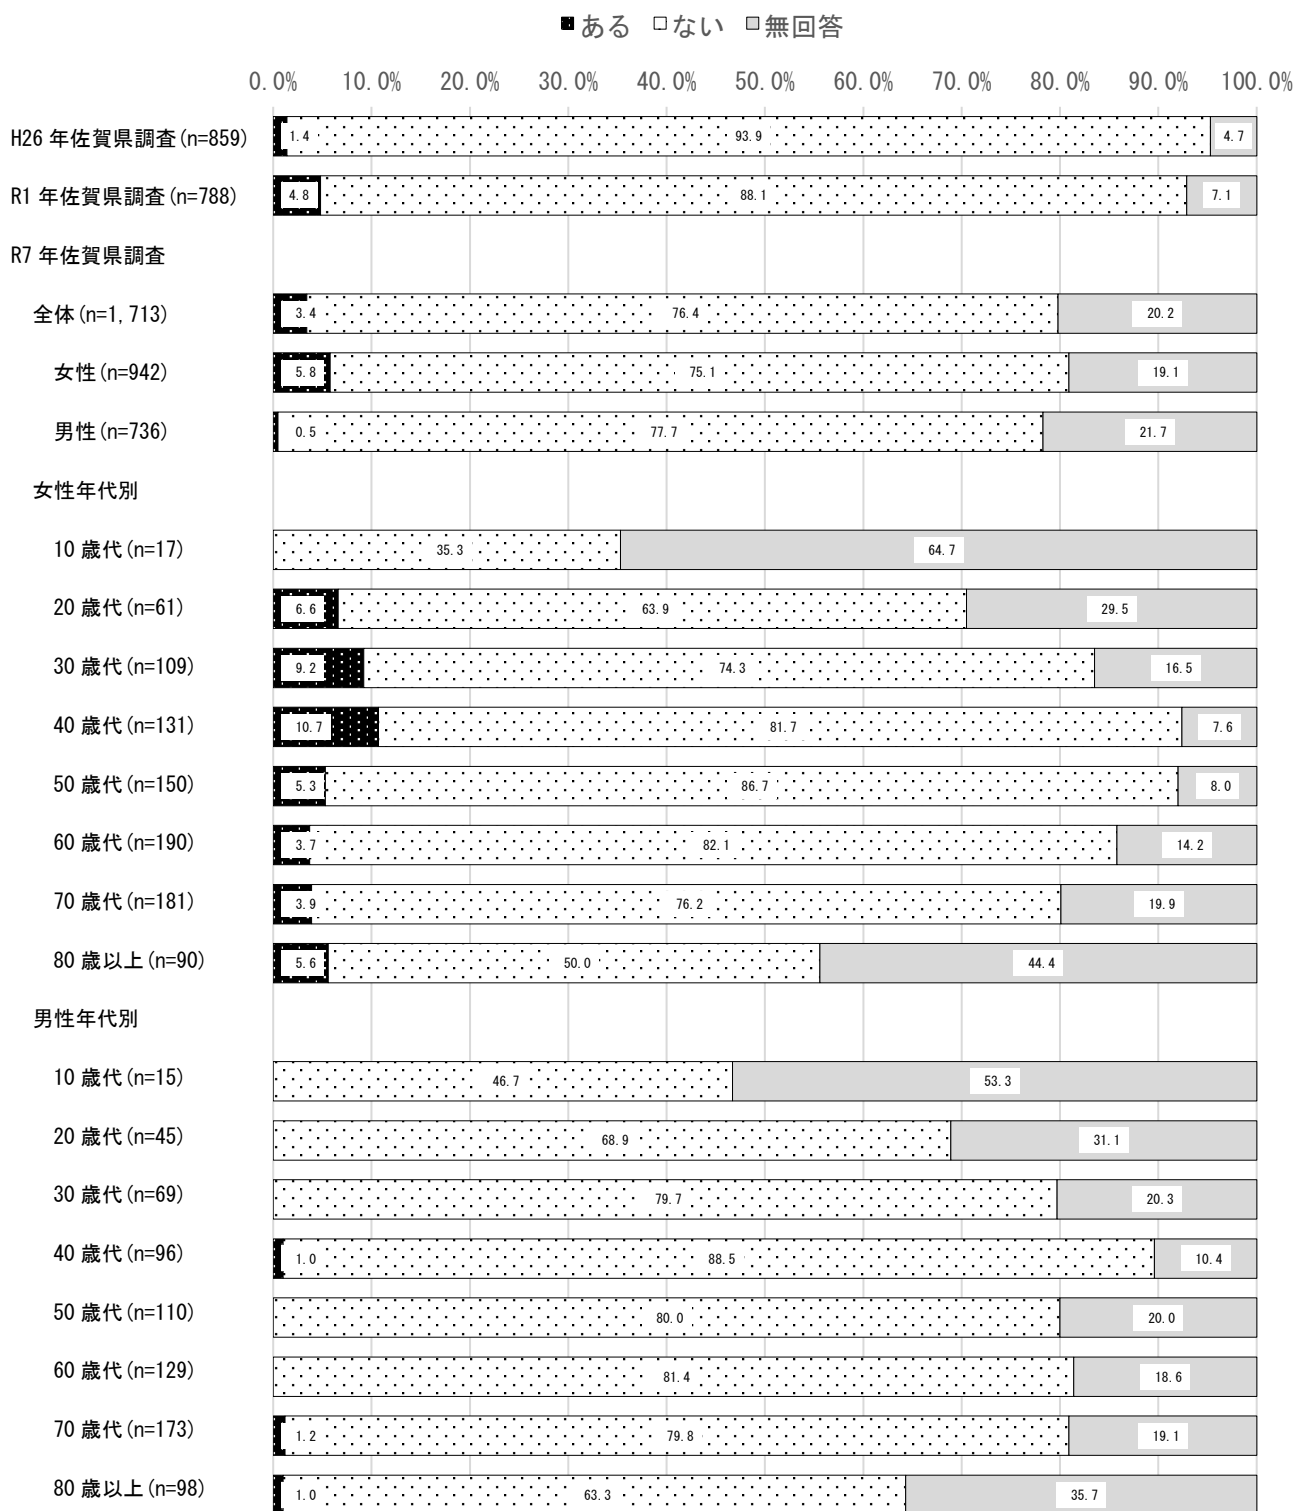 ■ある □ない □無回答
0.0% 10.0% 20.0% 30.0% 40.0% 50.0% 60.0% 70.0% 80.0% 90.0% 100.0%
H26 年佐賀県調査(n=859) 1.4 93.9 4.7
R1 年佐賀県調査(n=788) 4.8 88.1 7.1
R7 年佐賀県調査
全体(n=1,713) 3.4 76.4 20.2
女性(n=942) 5.8 75.1 19.1
男性(n=736) 0.5 77.7 21.7
女性年代別
10 歳代(n=17) 35.3 64.7
20 歳代(n=61) 6.6 63.9 29.5
30 歳代(n=109) 9.2 74.3 16.5
40 歳代(n=131) 10.7 81.7 7.6
50 歳代(n=150) 5.3 86.7 8.0
60 歳代(n=190) 3.7 82.1 14.2
70 歳代(n=181) 3.9 76.2 19.9
80 歳以上(n=90) 5.6 50.0 44.4
男性年代別
10 歳代(n=15) 46.7 53.3
20 歳代(n=45) 68.9 31.1
30 歳代(n=69) 79.7 20.3
40 歳代(n=96) 1.0 88.5 10.4
50 歳代(n=110) 80.0 20.0
60 歳代(n=129) 81.4 18.6
70 歳代(n=173) 1.2 79.8 19.1
80 歳以上(n=98) 1.0 63.3 35.7